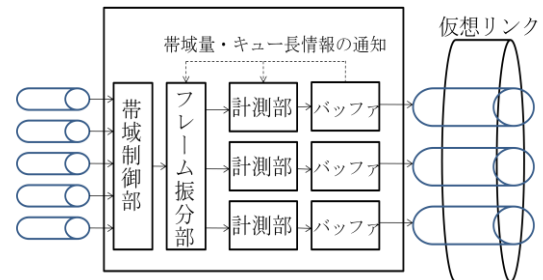 仮想リンク
帯域量・キュー長情報の通知
帯域制御部
フレーム振分部
計測部
バッファ
計測部
バッファ
計測部
バッファ